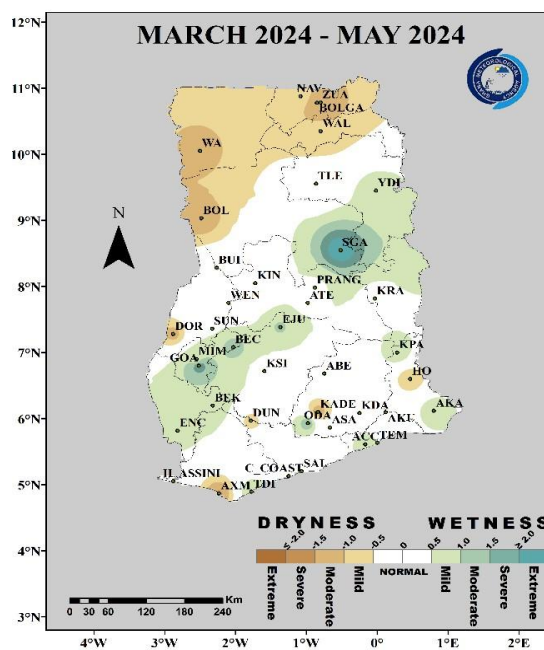 MARCH 2024 - MAY 2024
12°N
11°N
10°N
9°N
8°N
7°N
6°N
5°N
4°N
3°N
NAV
ZUA
BOLGA
WAL
WA
TLE
YDI
BOL
N
SGA
BUI
KIN
PRANG
WEN
ATE
KRA
DOR
SUN
EJU
BEC
GOA
MIM
KPA
KSI
ABE
HO
BEK
KADE
KDA
AKA
DUN
ODA
ASA
AKU
ENC
ACC
TEM
H_ASSINI
C_COAST
SAL
AXM
TDI
DRYNESS WETNESS
≤ -2.0 -1.5 -1.0 -0.5 0 0.5 1.0 1.5 ≥ 2.0
Extreme Severe Moderate Mild NORMAL Mild Moderate Severe Extreme
Km
0 15 30 60 120 180 240
4°W 3°W 2°W 1°W 0° 1°E 2°E